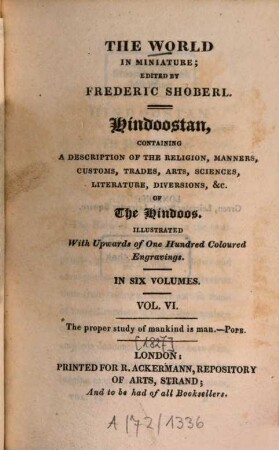 THE WORLD
IN MINIATURE;
EDITED BY
FREDERIC SHOBERL.
Hindoostan,
CONTAINING
A DESCRIPTION OF THE RELIGION, MANNERS,
CUSTOMS, TRADES, ARTS, SCIENCES,
LITERATURE, DIVERSIONS, &c.
OF
The Hindoos.
ILLUSTRATED
With Upwards of One Hundred Coloured
Engravings.
IN SIX VOLUMES.
VOL. VI.
The proper study of mankind is man.—POPE.
[1827]
LONDON:
PRINTED FOR R. ACKERMANN, REPOSITORY
OF ARTS, STRAND;
And to be had of all Booksellers.
A/72/1336